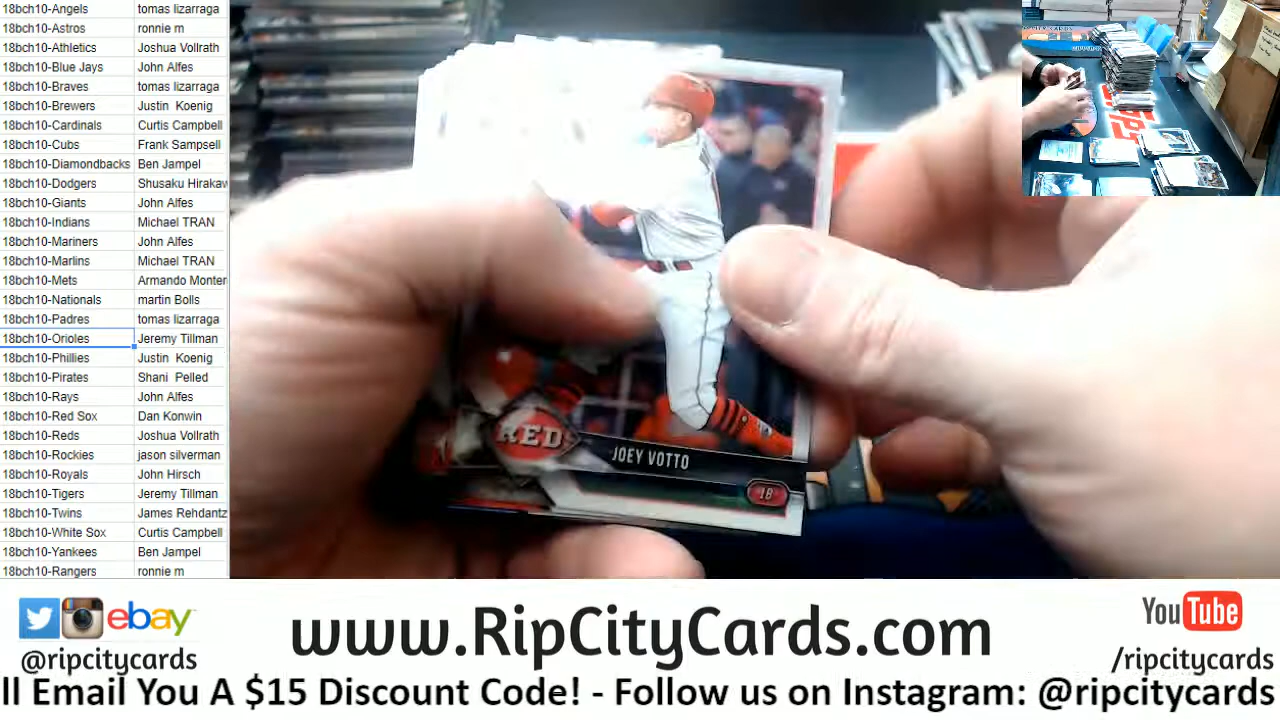 18bch10-Angels tomas lizarraga
18bch10-Astros ronnie m
18bch10-Athletics Joshua Vollrath
18bch10-Blue Jays John Alfes
18bch10-Braves tomas lizarraga
18bch10-Brewers Justin Koenig
18bch10-Cardinals Curtis Campbell
18bch10-Cubs Frank Sampsell
18bch10-Diamondbacks Ben Jampel
18bch10-Dodgers Shusaku Hirakaw
18bch10-Giants John Alfes
18bch10-Indians Michael TRAN
18bch10-Mariners John Alfes
18bch10-Marlins Michael TRAN
18bch10-Mets Armando Monter
18bch10-Nationals martin Bolls
18bch10-Padres tomas lizarraga
18bch10-Orioles Jeremy Tillman
18bch10-Phillies Justin Koenig
18bch10-Pirates Shani Pelled
18bch10-Rays John Alfes
18bch10-Red Sox Dan Konwin
18bch10-Reds Joshua Vollrath
18bch10-Rockies jason silverman
18bch10-Royals John Hirsch
18bch10-Tigers Jeremy Tillman
18bch10-Twins James Rehdantz
18bch10-White Sox Curtis Campbell
18bch10-Yankees Ben Jampel
18bch10-Rangers ronnie m
REDS
JOEY VOTTO
1B
ebay
@ripcitycards
www.RipCityCards.com
YouTube
/ripcitycards
ll Email You A $15 Discount Code! - Follow us on Instagram: @ripcitycards